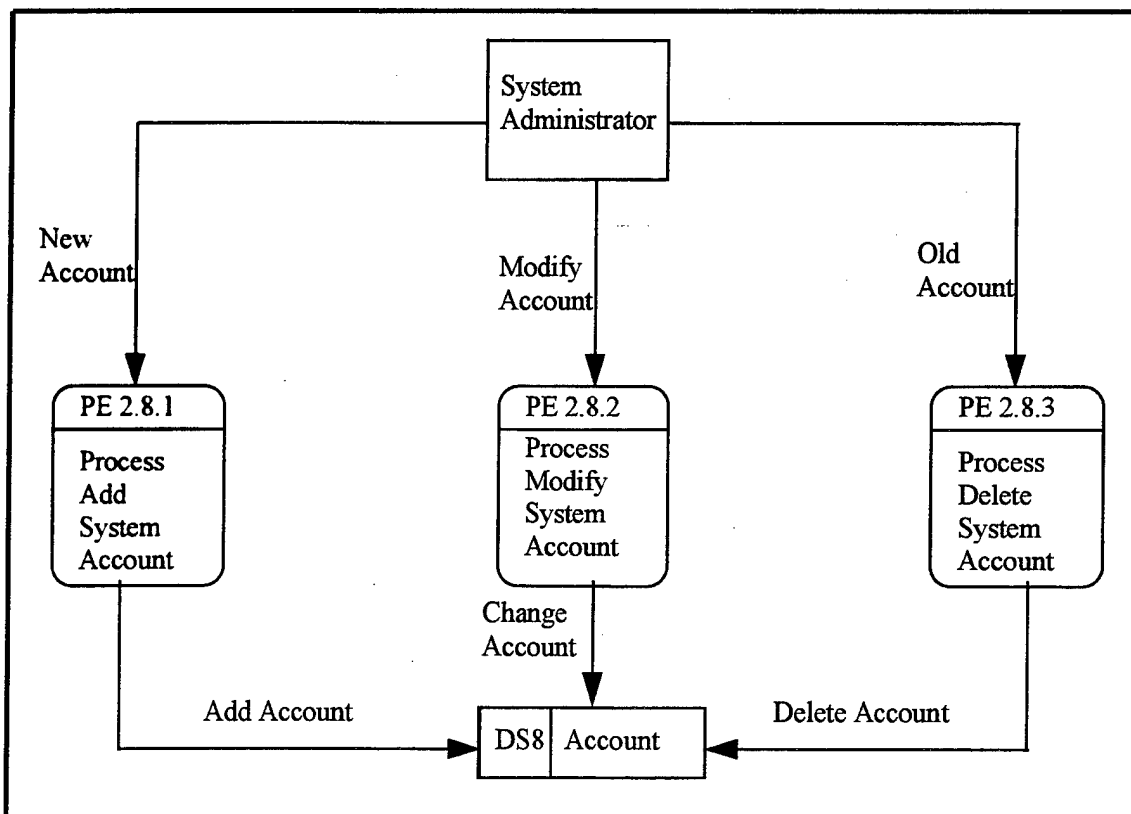 System
Administrator
New
Account
Modify
Account
Old
Account
PE 2.8.1
Process
Add
System
Account
PE 2.8.2
Process
Modify
System
Account
PE 2.8.3
Process
Delete
System
Account
Change
Account
Add Account
Delete Account
DS8 Account